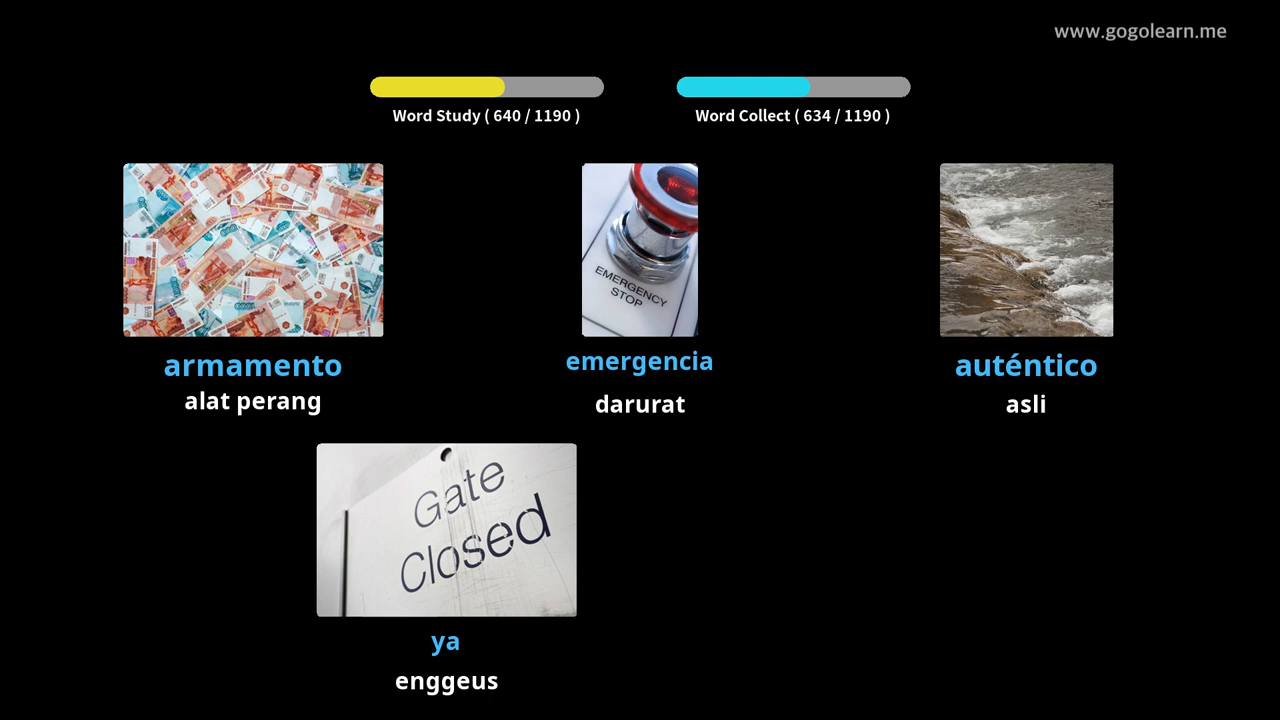 www.gogolearn.me
Word Study ( 640 / 1190 )
Word Collect ( 634 / 1190 )
EMERGENCY
STOP
armamento
alat perang
emergencia
darurat
auténtico
asli
Gate
Closed
ya
enggeus